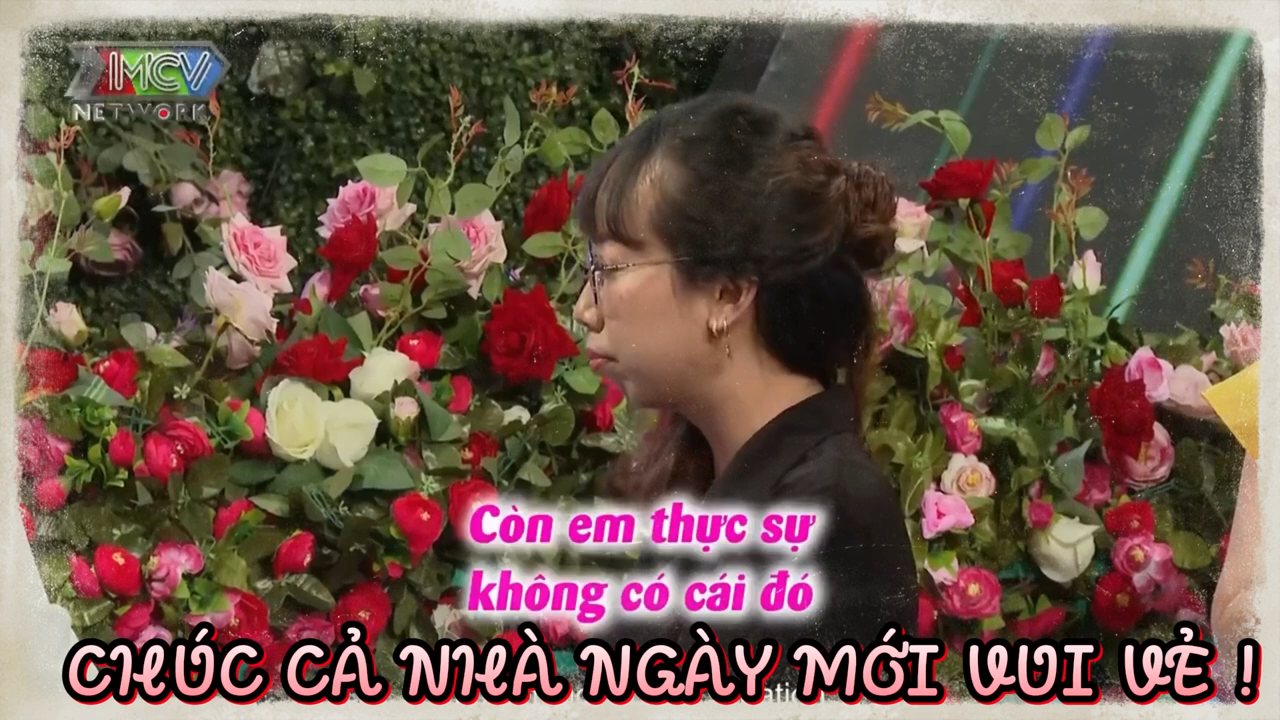 MCV
NETWORK
Còn em thực sự
không có cái đó
CHÚC CẢ NHÀ NGÀY MỚI VUI VẺ !